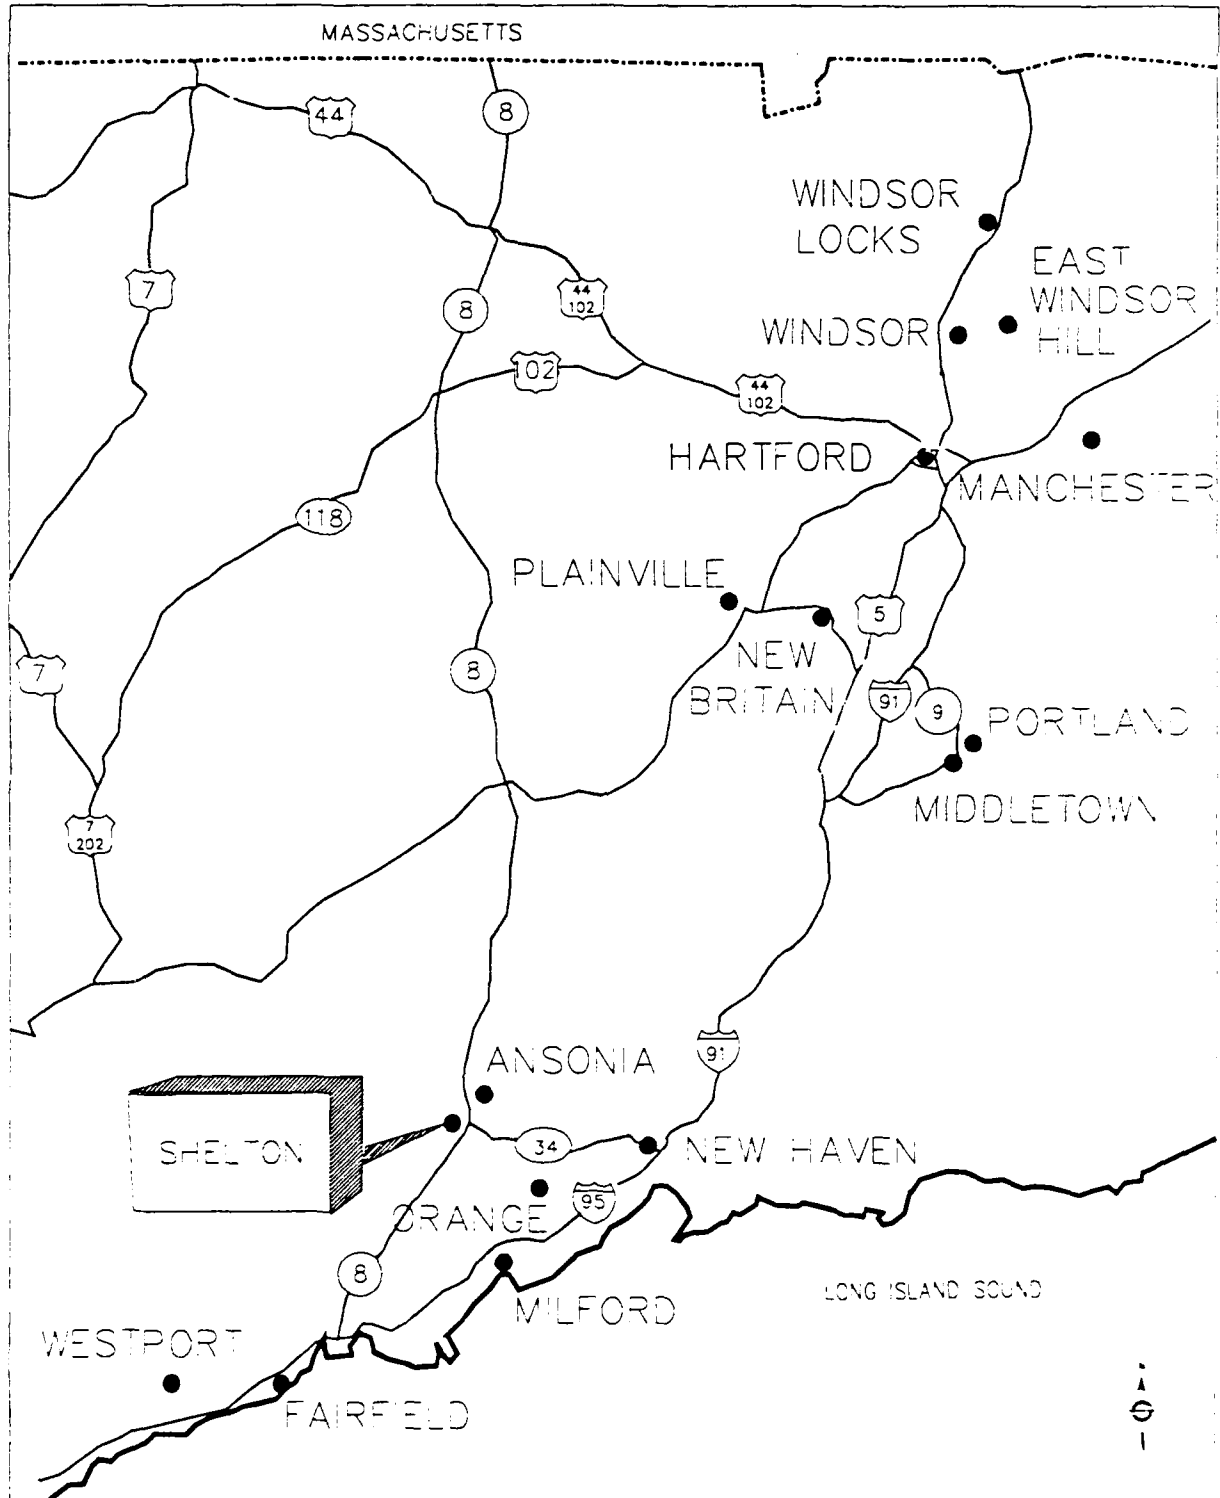 MASSACHUSETTS
44
8
WINDSOR
LOCKS
EAST
WINDSOR
HILL
7
8
44
102
WINDSOR
102
44
102
HARTFORD
MANCHESTER
118
PLAINVILLE
5
NEW
BRITAIN
7
8
91
9
PORTLAND
MIDDLETOWN
7
202
ANSONIA
91
SHELTON
34
NEW HAVEN
ORANGE
95
8
MILFORD
LONG ISLAND SOUND
WESTPORT
FAIRFIELD